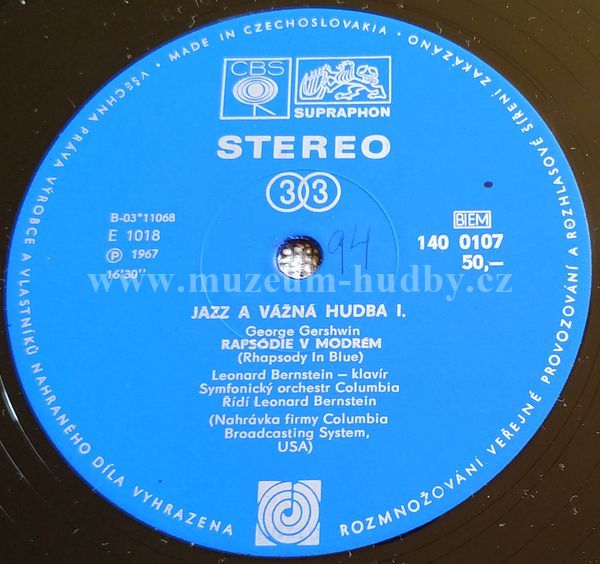 VŠECHNA PRÁVA VÝROBCE A VLASTNÍKŮ NAHRANÉHO DÍLA VYHRAZENA
• MADE IN CZECHOSLOVAKIA •
ROZMNOŽOVÁNÍ VEŘEJNÉ PROVOZOVÁNÍ A ROZHLASOVÉ ŠÍŘENÍ ZAKÁZÁNO
CBS
SUPRAPHON
STEREO
33
B-03*11068
E 1018
Ⓟ 1967
16'30"
94
BIEM
140 0107
50,—
www.muzeum-hudby.cz
JAZZ A VÁŽNÁ HUDBA I.
George Gershwin
RAPSÓDIE V MODRÉM
(Rhapsody In Blue)
Leonard Bernstein – klavír
Symfonický orchestr Columbia
Řídí Leonard Bernstein
(Nahrávka firmy Columbia
Broadcasting System,
USA)